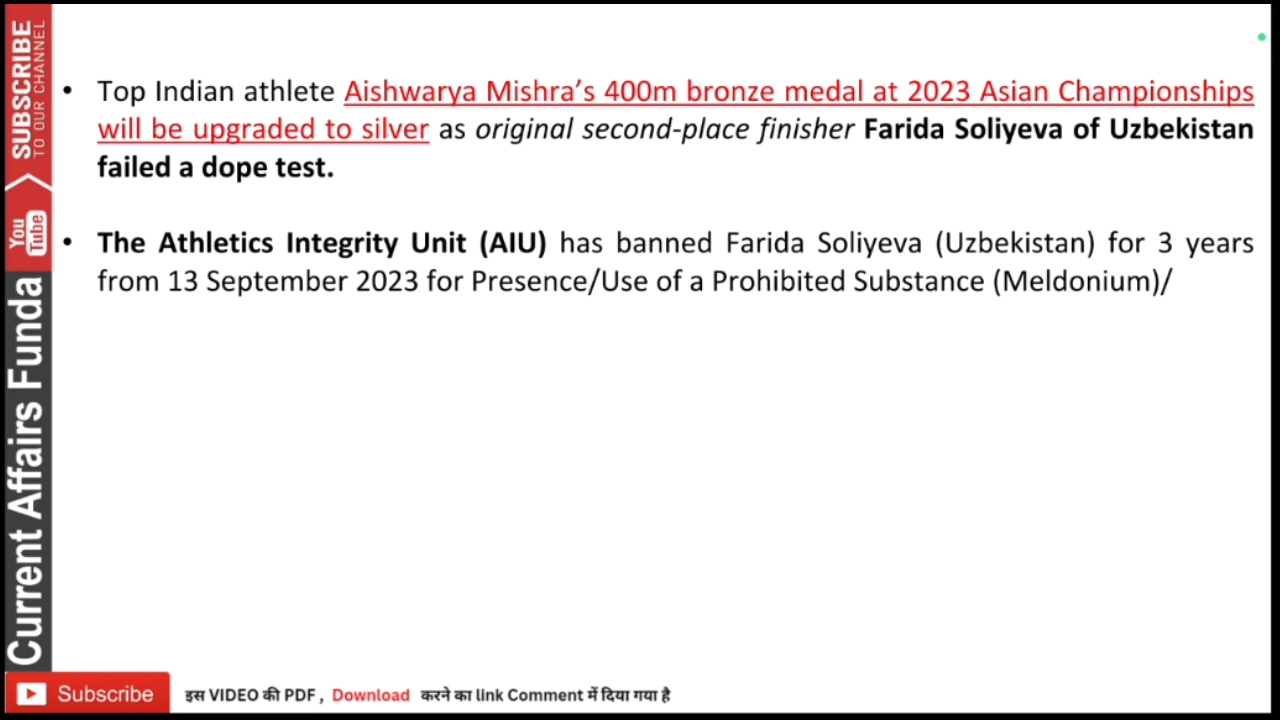 • Top Indian athlete Aishwarya Mishra’s 400m bronze medal at 2023 Asian Championships
will be upgraded to silver as original second-place finisher Farida Soliyeva of Uzbekistan
failed a dope test.
• The Athletics Integrity Unit (AIU) has banned Farida Soliyeva (Uzbekistan) for 3 years
from 13 September 2023 for Presence/Use of a Prohibited Substance (Meldonium)/
SUBSCRIBE
TO OUR CHANNEL
You
Tube
Current Affairs Funda
Subscribe
इस VIDEO की PDF , Download करने का link Comment में दिया गया है